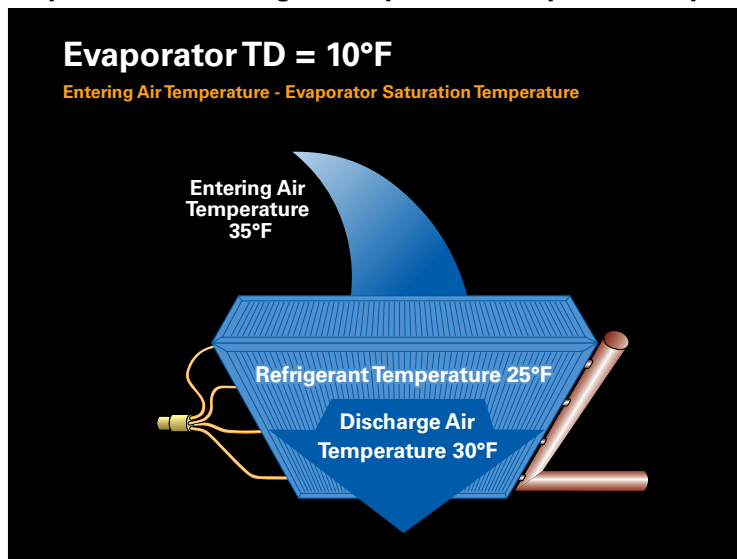 Evaporator TD = 10°F
Entering Air Temperature - Evaporator Saturation Temperature
Entering Air
Temperature
35°F
Refrigerant Temperature 25°F
Discharge Air
Temperature 30°F